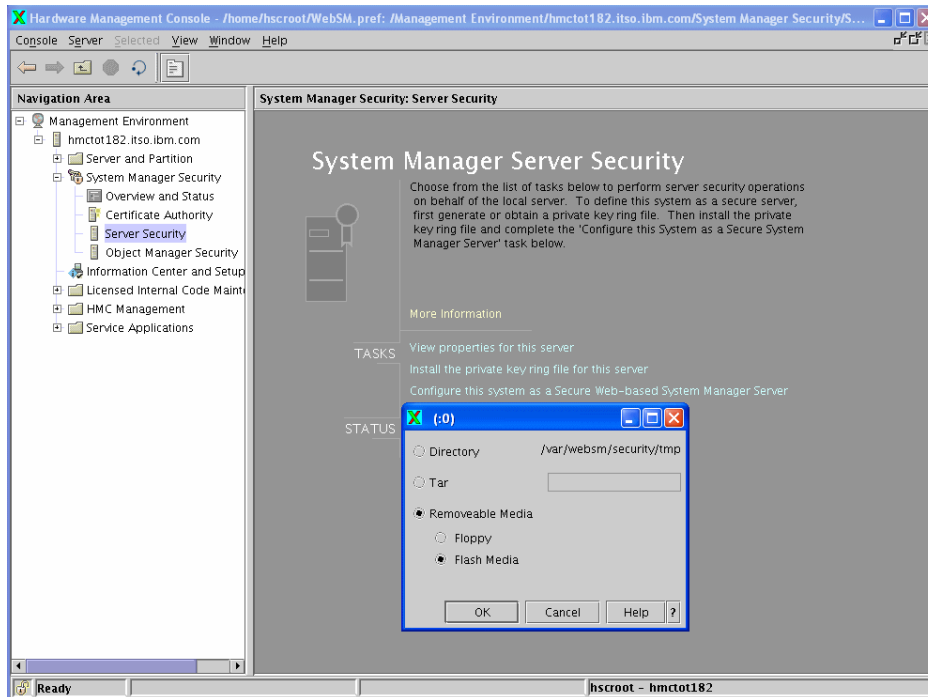 Hardware Management Console - /home/hscroot/WebSM.pref: /Management Environment/hmctot182.itso.ibm.com/System Manager Security/S...
Console Server Selected View Window Help
Navigation Area
System Manager Security: Server Security
Management Environment
hmctot182.itso.ibm.com
Server and Partition
System Manager Security
Overview and Status
Certificate Authority
Server Security
Object Manager Security
Information Center and Setup
Licensed Internal Code Maint
HMC Management
Service Applications
System Manager Server Security
Choose from the list of tasks below to perform server security operations
on behalf of the local server. To define this system as a secure server,
first generate or obtain a private key ring file. Then install the private
key ring file and complete the 'Configure this System as a Secure System
Manager Server' task below.
More Information
TASKS
View properties for this server
Install the private key ring file for this server
Configure this system as a Secure Web-based System Manager Server
STATUS
(:0)
Directory /var/websm/security/tmp
Tar
Removeable Media
Floppy
Flash Media
OK Cancel Help ?
Ready
hscroot - hmctot182